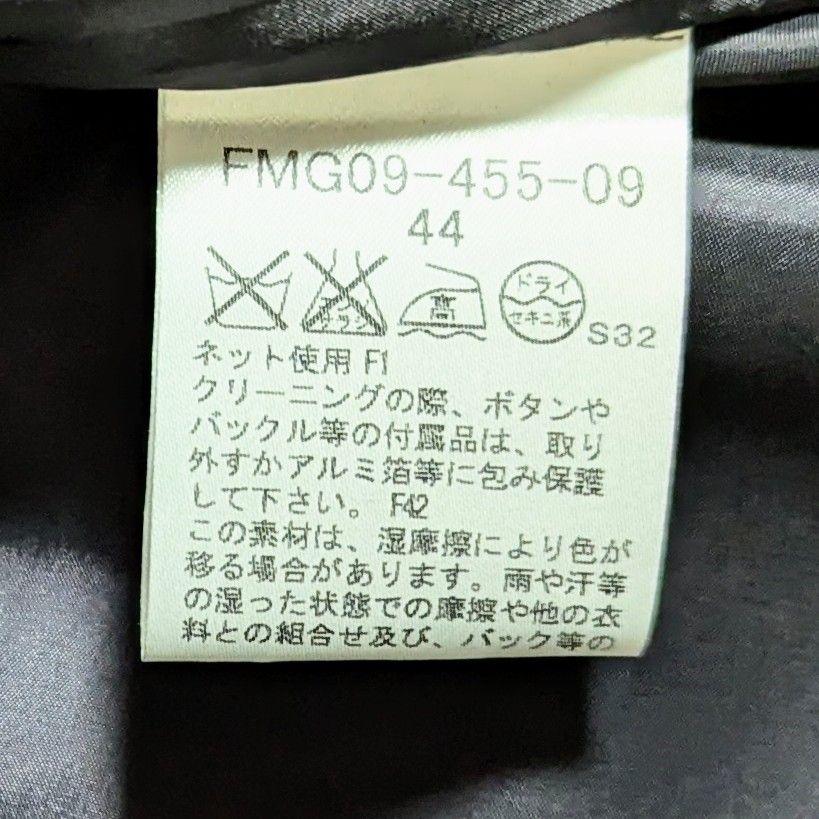 FMG09-455-09
44
エンソ サラシ 高 ドライ セキユ系 S32
ネット使用 F1
クリーニングの際、ボタンや
バックル等の付属品は、取り
外すかアルミ箔等に包み保護
して下さい。 F42
この素材は、湿摩擦により色が
移る場合があります。雨や汗等
の湿った状態での摩擦や他の衣
料との組合せ及び、バック等の